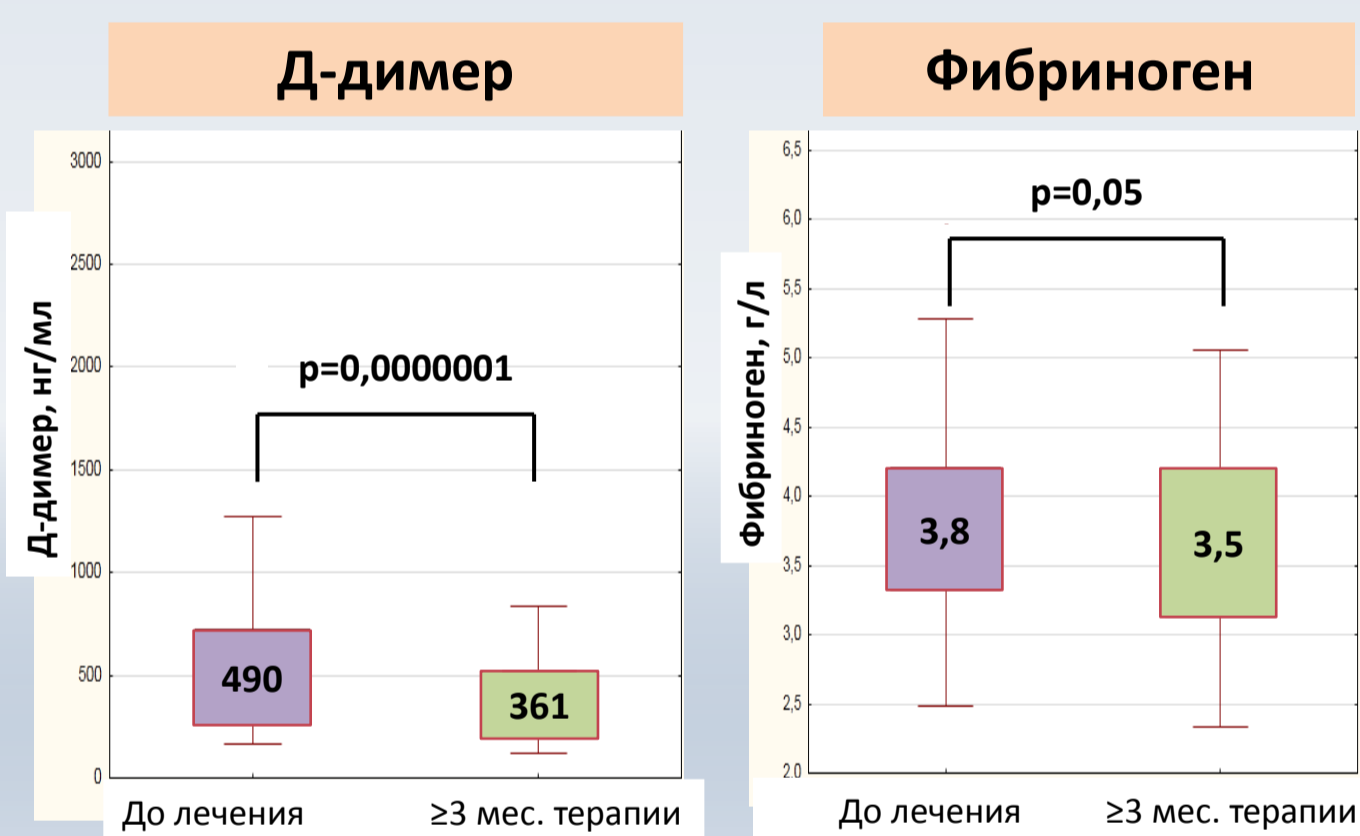 Д-димер
Д-димер, нг/мл
3000
2500
2000
1500
1000
500
0
p=0,0000001
490
361
До лечения
≥3 мес. терапии
Фибриноген
Фибриноген, г/л
6,5
6,0
5,5
5,0
4,5
4,0
3,5
3,0
2,5
2,0
p=0,05
3,8
3,5
До лечения
≥3 мес. терапии